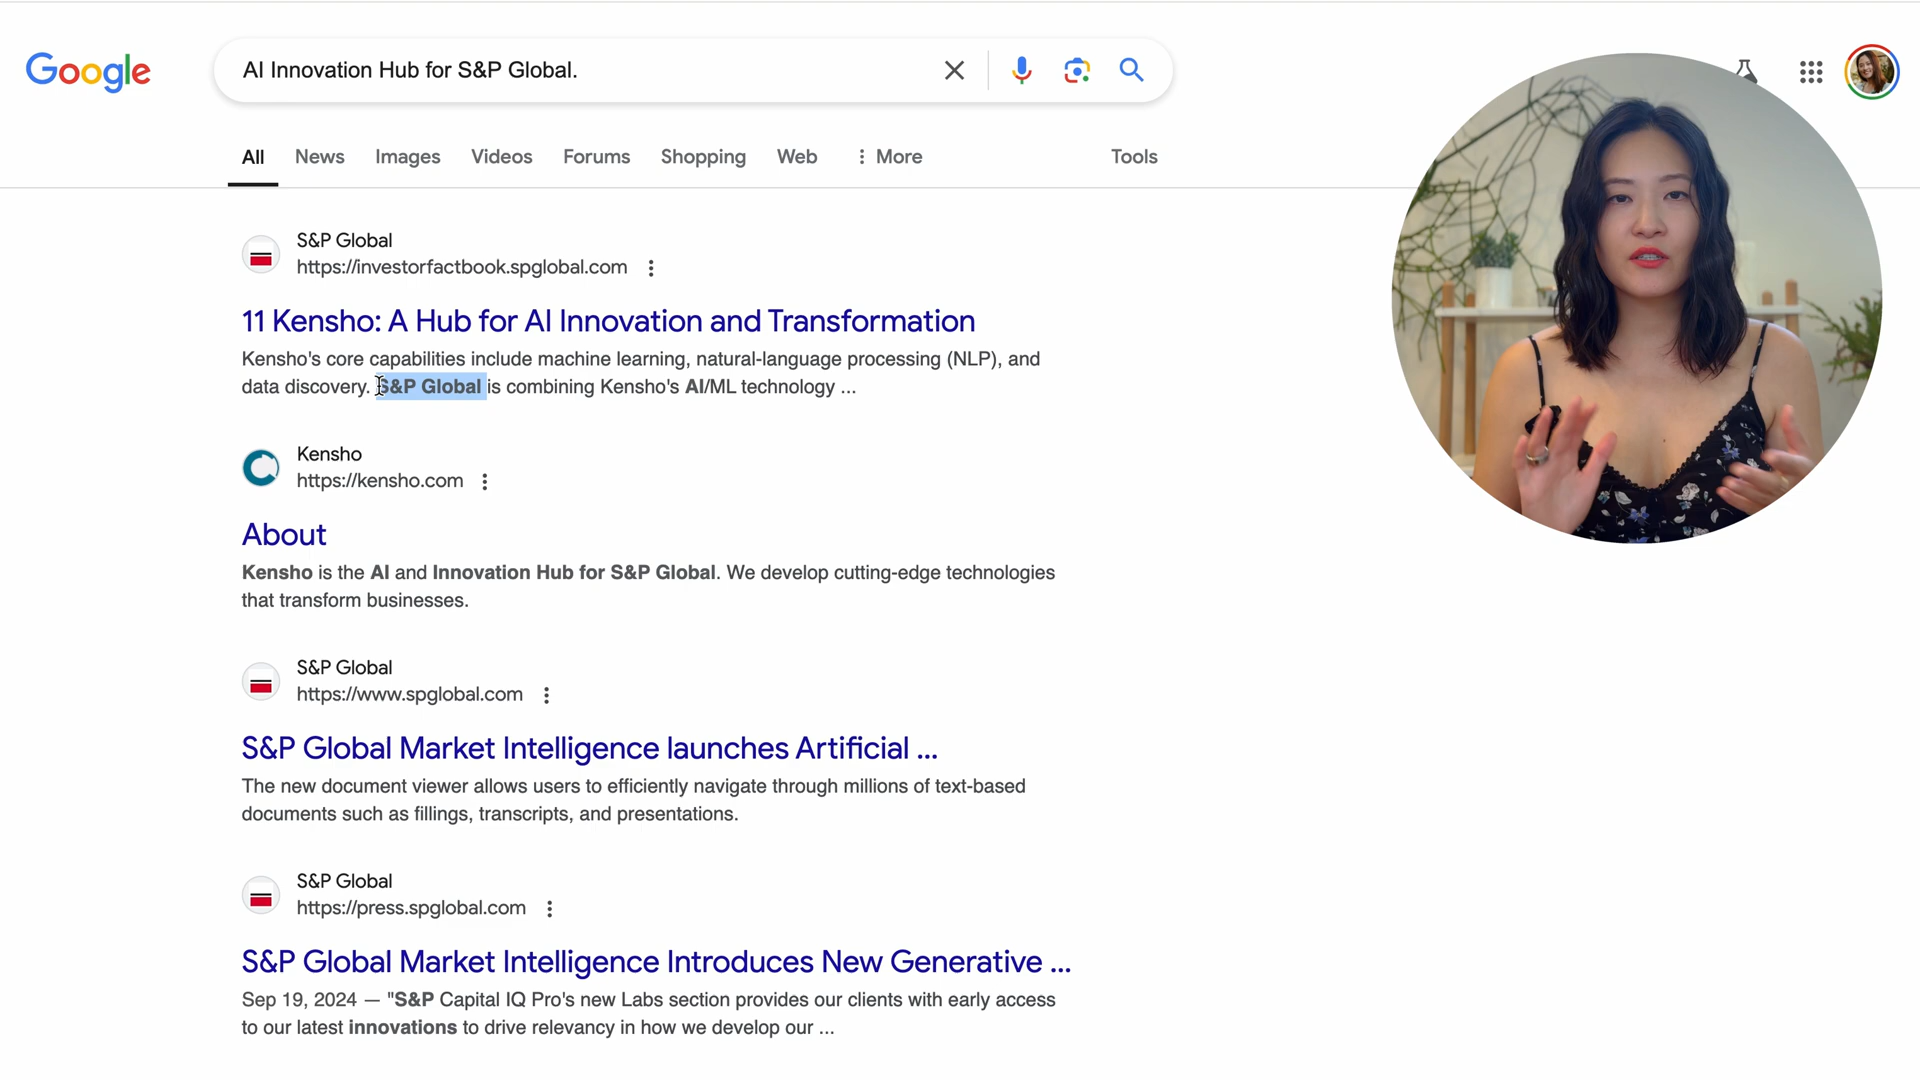 Google
AI Innovation Hub for S&P Global.
All News Images Videos Forums Shopping Web More Tools
S&P Global
https://investorfactbook.spglobal.com
11 Kensho: A Hub for AI Innovation and Transformation
Kensho's core capabilities include machine learning, natural-language processing (NLP), and
data discovery. S&P Global is combining Kensho's AI/ML technology ...
Kensho
https://kensho.com
About
Kensho is the AI and Innovation Hub for S&P Global. We develop cutting-edge technologies
that transform businesses.
S&P Global
https://www.spglobal.com
S&P Global Market Intelligence launches Artificial ...
The new document viewer allows users to efficiently navigate through millions of text-based
documents such as fillings, transcripts, and presentations.
S&P Global
https://press.spglobal.com
S&P Global Market Intelligence Introduces New Generative ...
Sep 19, 2024 — "S&P Capital IQ Pro's new Labs section provides our clients with early access
to our latest innovations to drive relevancy in how we develop our ...